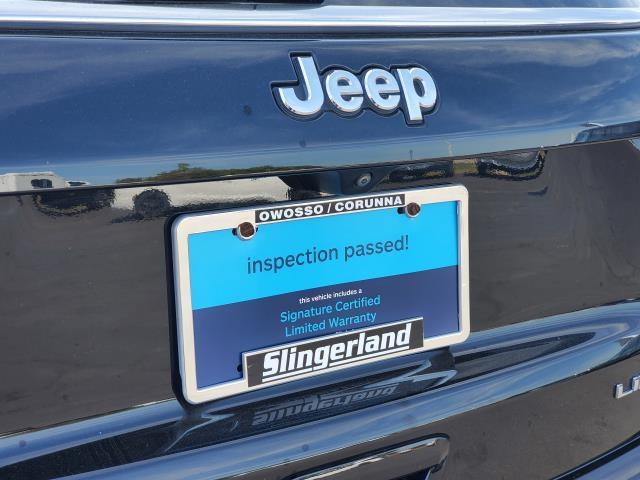 Jeep
OWOSSO / CORUNNA
inspection passed!
this vehicle includes a
Signature Certified
Limited Warranty
Slingerland